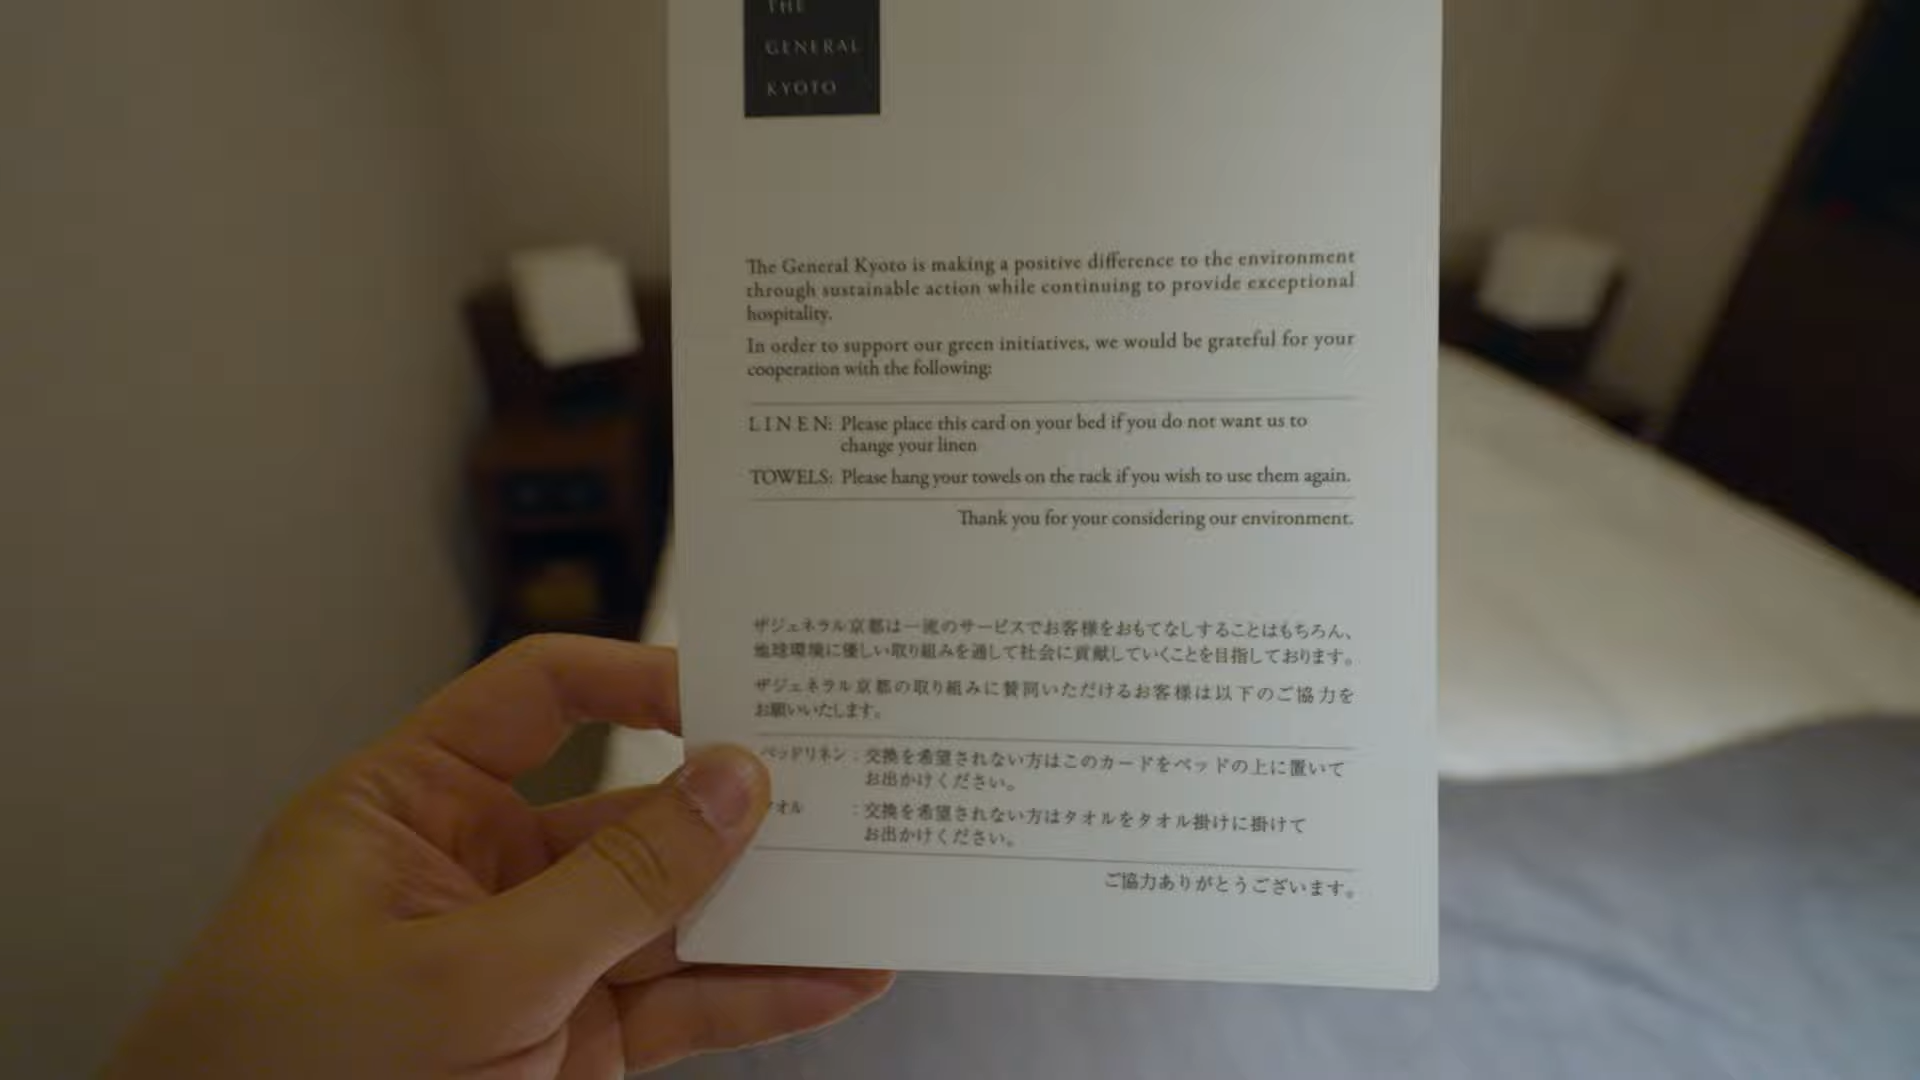 THE
GENERAL
KYOTO
The General Kyoto is making a positive difference to the environment
through sustainable action while continuing to provide exceptional
hospitality.
In order to support our green initiatives, we would be grateful for your
cooperation with the following:
LINEN: Please place this card on your bed if you do not want us to
change your linen
TOWELS: Please hang your towels on the rack if you wish to use them again.
Thank you for your considering our environment.
ザジェネラル京都は一流のサービスでお客様をおもてなしすることはもちろん、
地球環境に優しい取り組みを通して社会に貢献していくことを目指しております。
ザジェネラル京都の取り組みに賛同いただけるお客様は以下のご協力を
お願いいたします。
ベッドリネン：交換を希望されない方はこのカードをベッドの上に置いて
お出かけください。
オル：交換を希望されない方はタオルをタオル掛けに掛けて
お出かけください。
ご協力ありがとうございます。